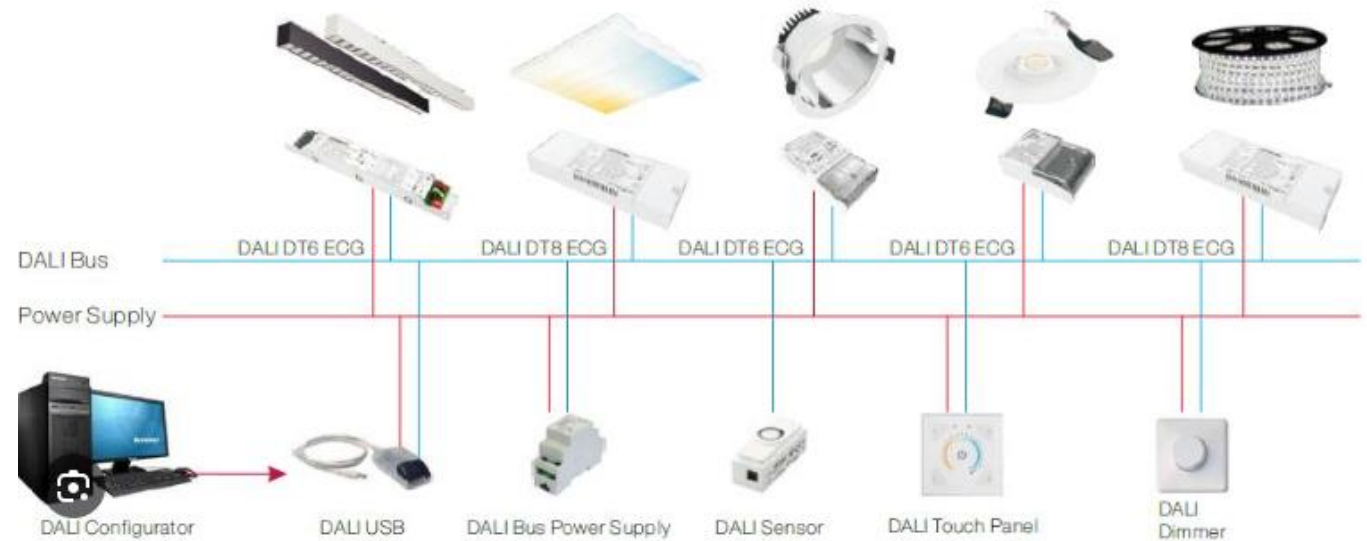 DALI DT6 ECG
DALI DT8 ECG
DALI DT6 ECG
DALI DT6 ECG
DALI DT8 ECG
DALI Bus
Power Supply
DALI Configurator
DALI USB
DALI Bus Power Supply
DALI Sensor
DALI Touch Panel
DALI
Dimmer